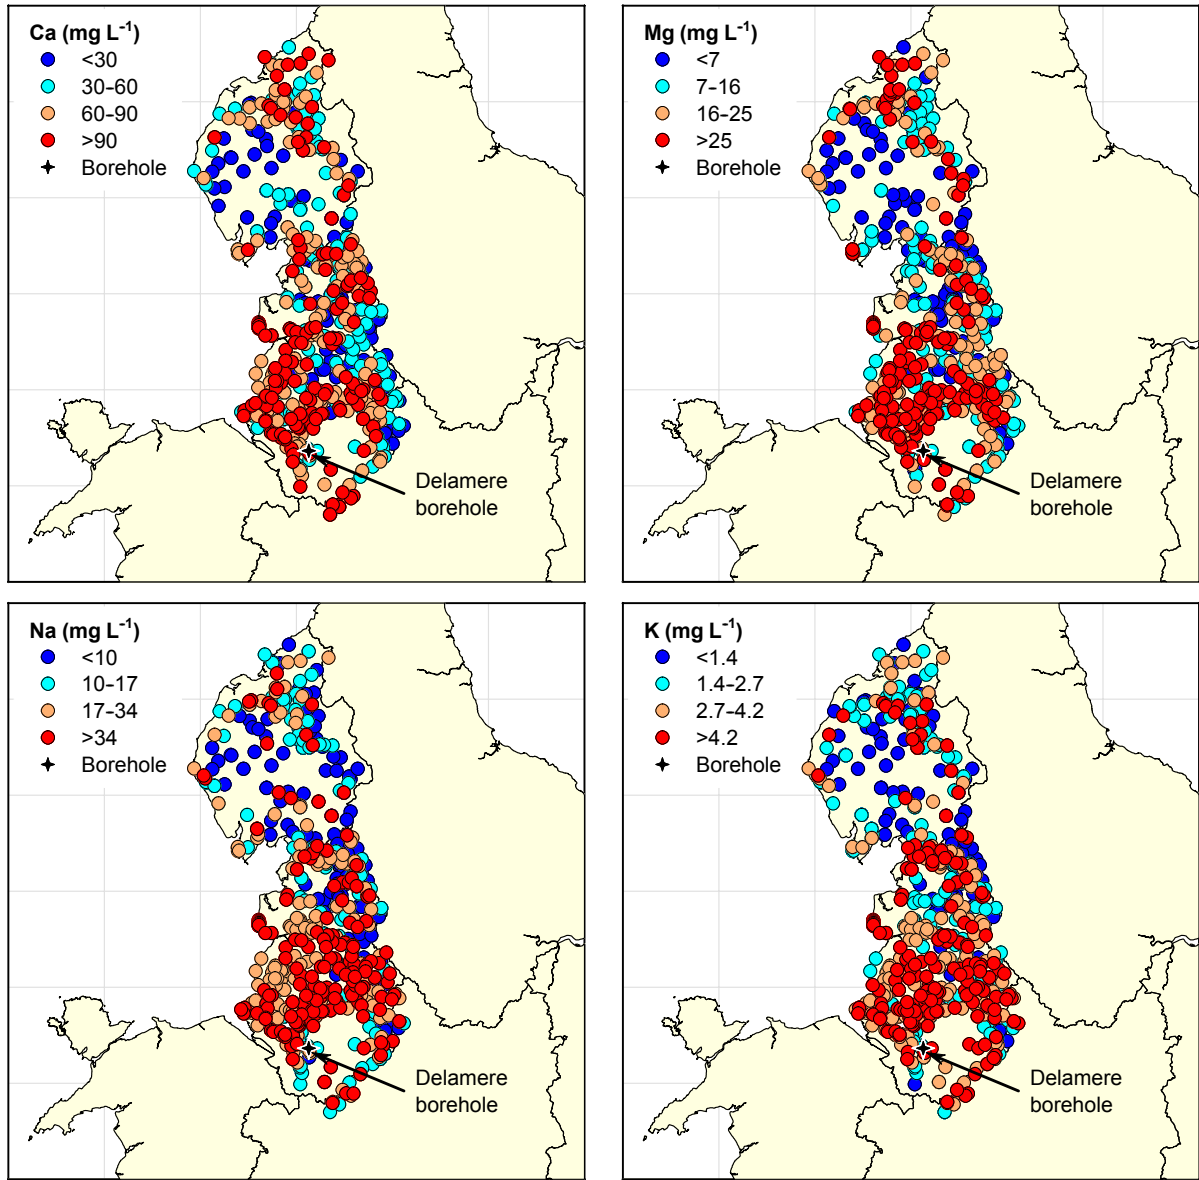 Ca (mg L⁻¹)
<30
30–60
60–90
>90
Borehole
Delamere
borehole
Mg (mg L⁻¹)
<7
7–16
16–25
>25
Borehole
Delamere
borehole
Na (mg L⁻¹)
<10
10–17
17–34
>34
Borehole
Delamere
borehole
K (mg L⁻¹)
<1.4
1.4–2.7
2.7–4.2
>4.2
Borehole
Delamere
borehole